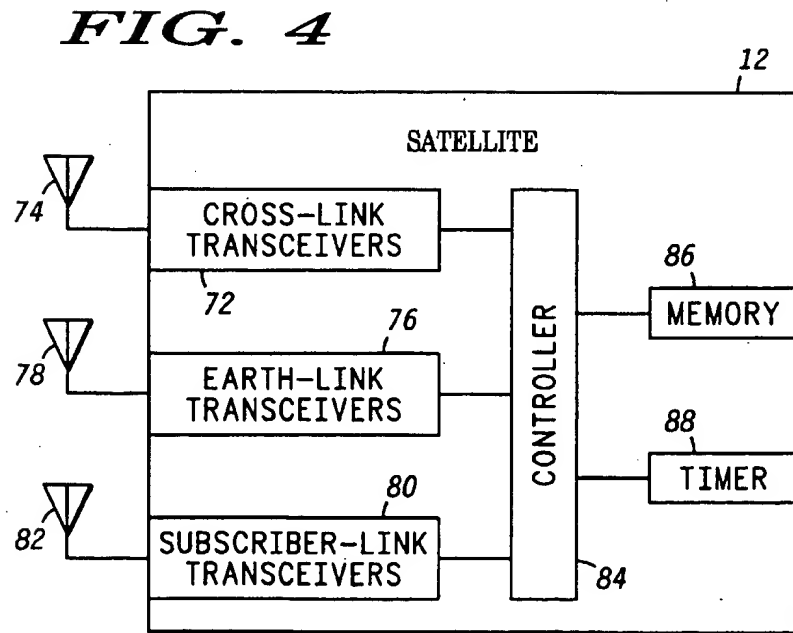 FIG. 4
12
SATELLITE
74
CROSS-LINK
TRANSCEIVERS
72
86
MEMORY
78
76
EARTH-LINK
TRANSCEIVERS
CONTROLLER
88
TIMER
82
80
SUBSCRIBER-LINK
TRANSCEIVERS
84